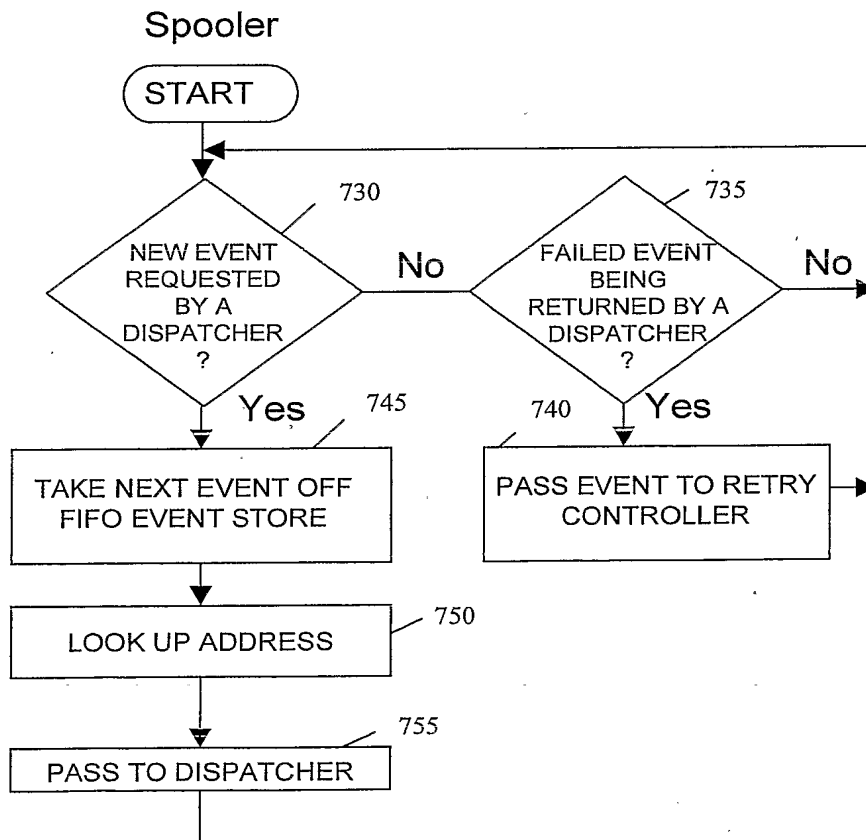 Spooler
START
730
NEW EVENT
REQUESTED
BY A
DISPATCHER
?
No
735
FAILED EVENT
BEING
RETURNED BY A
DISPATCHER
?
No
Yes
745
TAKE NEXT EVENT OFF
FIFO EVENT STORE
740
Yes
PASS EVENT TO RETRY
CONTROLLER
750
LOOK UP ADDRESS
755
PASS TO DISPATCHER